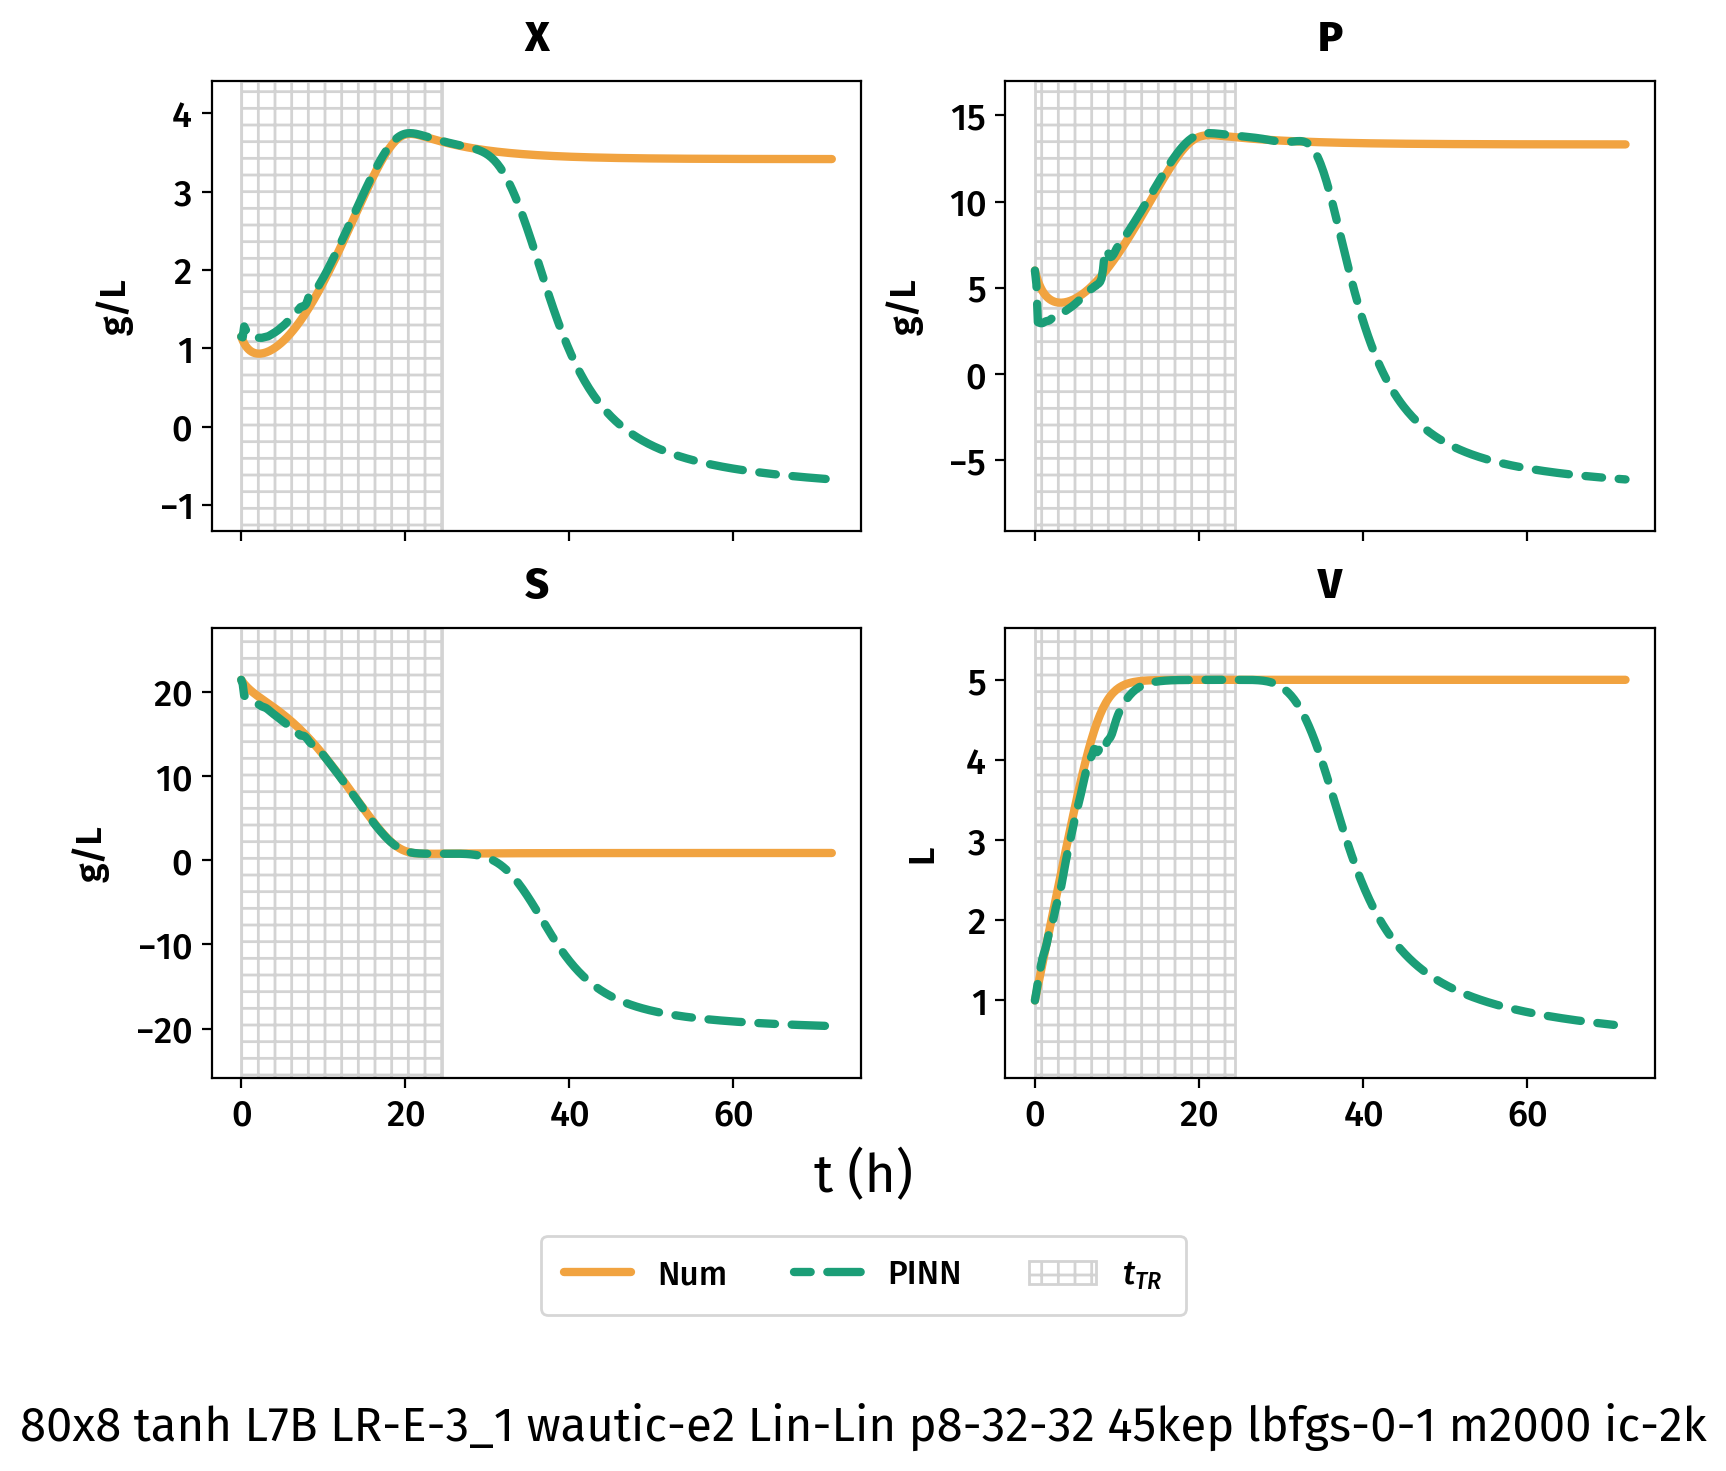 X
P
4
3
2
1
0
−1
g/L
15
10
5
0
−5
g/L
S
V
20
10
0
−10
−20
g/L
5
4
3
2
1
L
0 20 40 60
0 20 40 60
t (h)
Num PINN tTR
80x8 tanh L7B LR-E-3_1 wautic-e2 Lin-Lin p8-32-32 45kep lbfgs-0-1 m2000 ic-2k